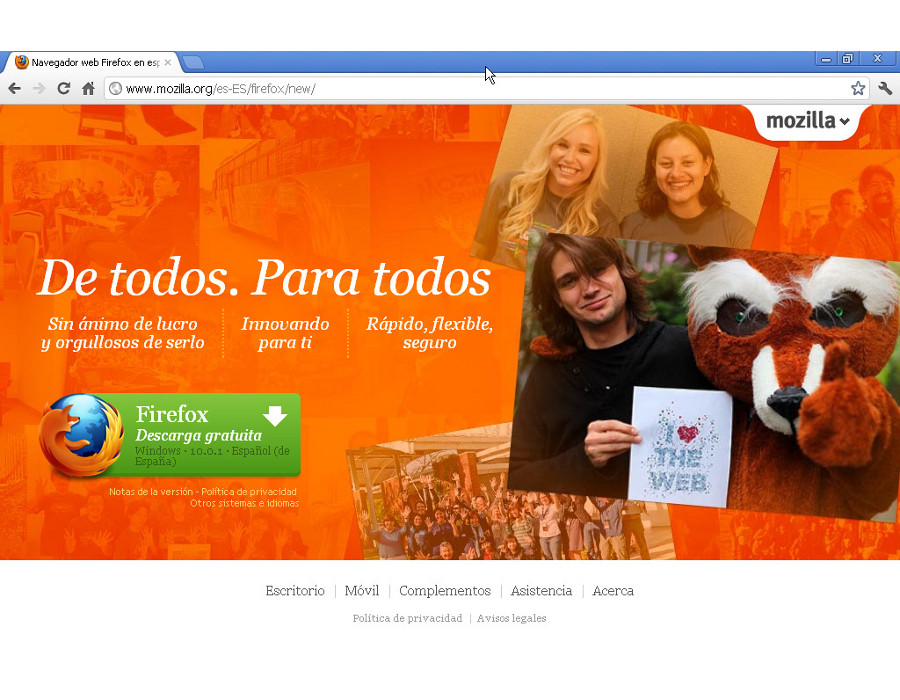 Navegador web Firefox en esp
www.mozilla.org/es-ES/firefox/new/
mozilla
De todos. Para todos
Sin ánimo de lucro
y orgullosos de serlo
Innovando
para ti
Rápido, flexible,
seguro
I
THE
WEB
Firefox
Descarga gratuita
Windows - 10.0.1 - Español (de
España)
Notas de la versión - Política de privacidad
Otros sistemas e idiomas
Escritorio | Móvil | Complementos | Asistencia | Acerca
Política de privacidad | Avisos legales